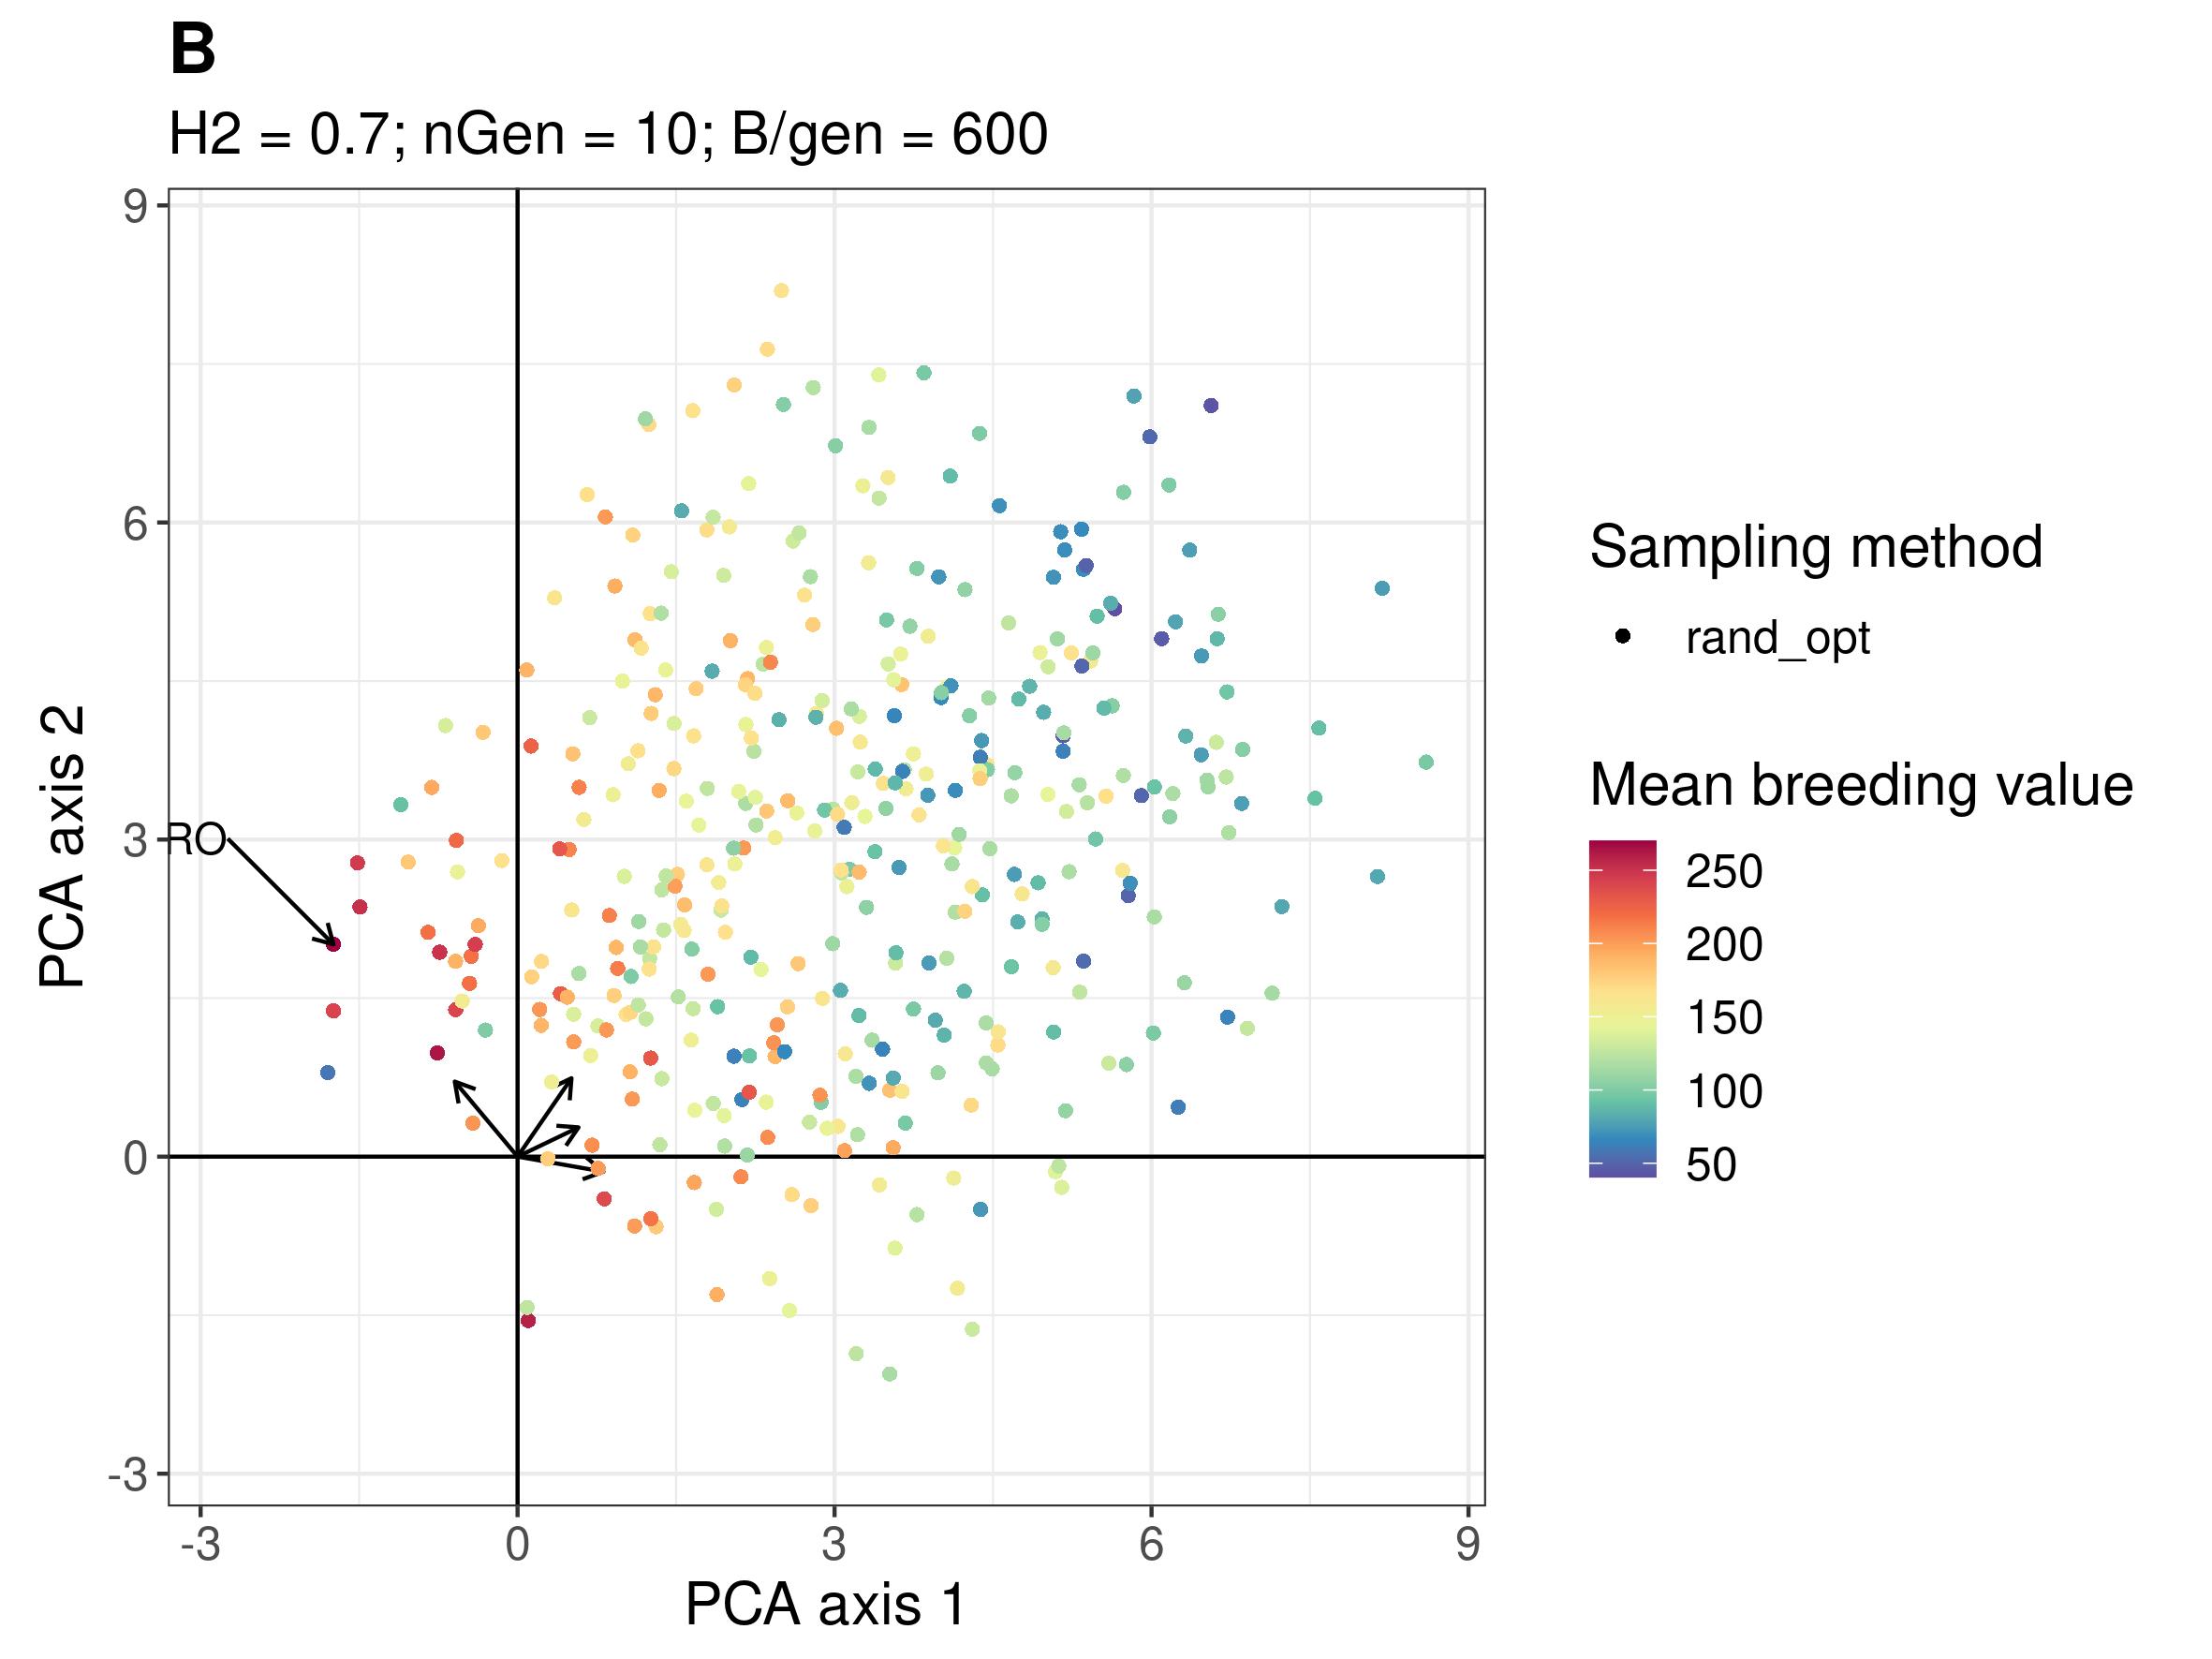 B
H2 = 0.7; nGen = 10; B/gen = 600
9
6
3
0
-3
RO
-3 0 3 6 9
PCA axis 1
PCA axis 2
Sampling method
rand_opt
Mean breeding value
250
200
150
100
50